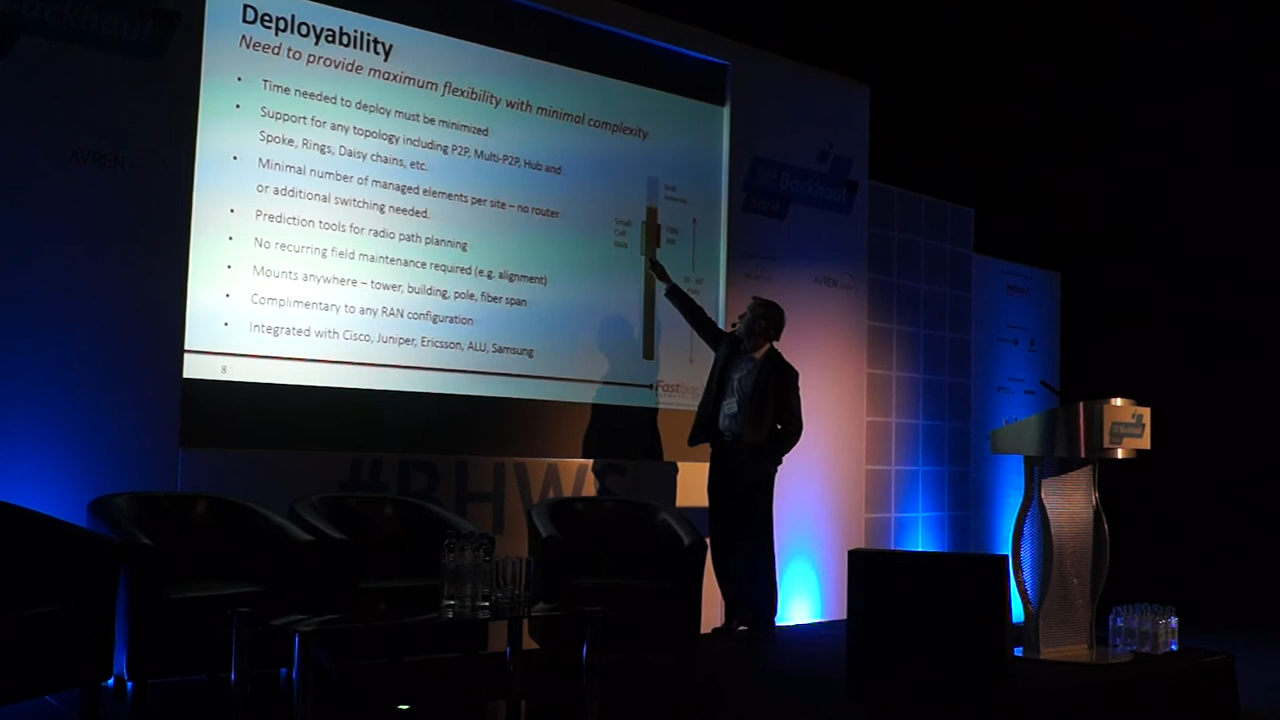 Deployability
Need to provide maximum flexibility with minimal complexity
• Time needed to deploy must be minimized
• Support for any topology including P2P, Multi-P2P, Hub and
Spoke, Rings, Daisy chains, etc.
• Minimal number of managed elements per site – no router
or additional switching needed.
• Prediction tools for radio path planning
• No recurring field maintenance required (e.g. alignment)
• Mounts anywhere – tower, building, pole, fiber span
• Complimentary to any RAN configuration
• Integrated with Cisco, Juniper, Ericsson, ALU, Samsung
Small
Cell
RAN
8
Fastback
AVREN
Backhaul
AVREN
#BHWS
Backhaul